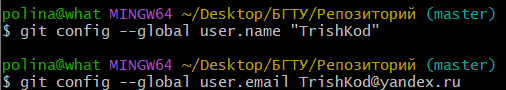 polina@what MINGW64 ~/Desktop/БГТУ/Репозиторий (master)
$ git config --global user.name "TrishKod"
polina@what MINGW64 ~/Desktop/БГТУ/Репозиторий (master)
$ git config --global user.email TrishKod@yandex.ru